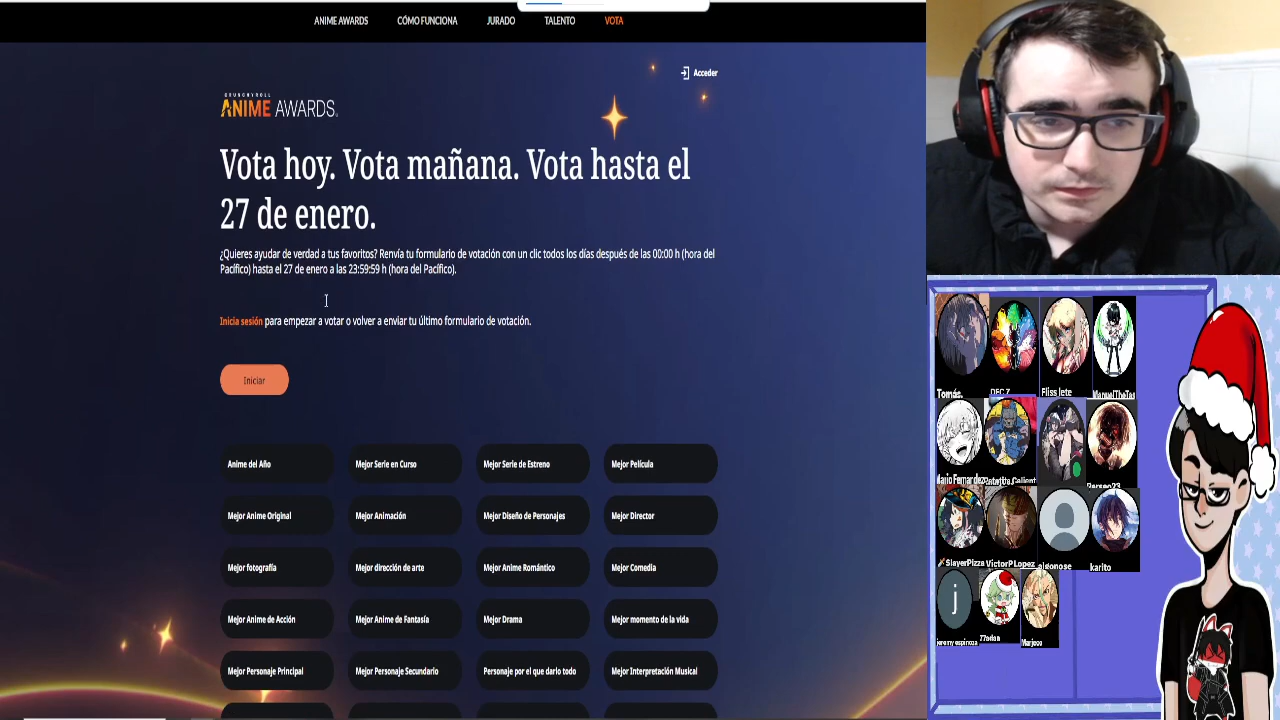 ANIME AWARDS CÓMO FUNCIONA JURADO TALENTO VOTA
Acceder
CRUNCHYROLL
ANIME AWARDS
Vota hoy. Vota mañana. Vota hasta el
27 de enero.
¿Quieres ayudar de verdad a tus favoritos? Renvía tu formulario de votación con un clic todos los días después de las 00:00 h (hora del
Pacífico) hasta el 27 de enero a las 23:59:59 h (hora del Pacífico).
Inicia sesión para empezar a votar o volver a enviar tu último formulario de votación.
Iniciar
Anime del Año Mejor Serie en Curso Mejor Serie de Estreno Mejor Película
Mejor Anime Original Mejor Animación Mejor Diseño de Personajes Mejor Director
Mejor fotografía Mejor dirección de arte Mejor Anime Romántico Mejor Comedia
Mejor Anime de Acción Mejor Anime de Fantasía Mejor Drama Mejor momento de la vida
Mejor Personaje Principal Mejor Personaje Secundario Personaje por el que darlo todo Mejor Interpretación Musical
Tomás. Fliss lete
Mario Fernandez
SlayerPizza VictorPLopez algonose karito
j
jeremy espinoza